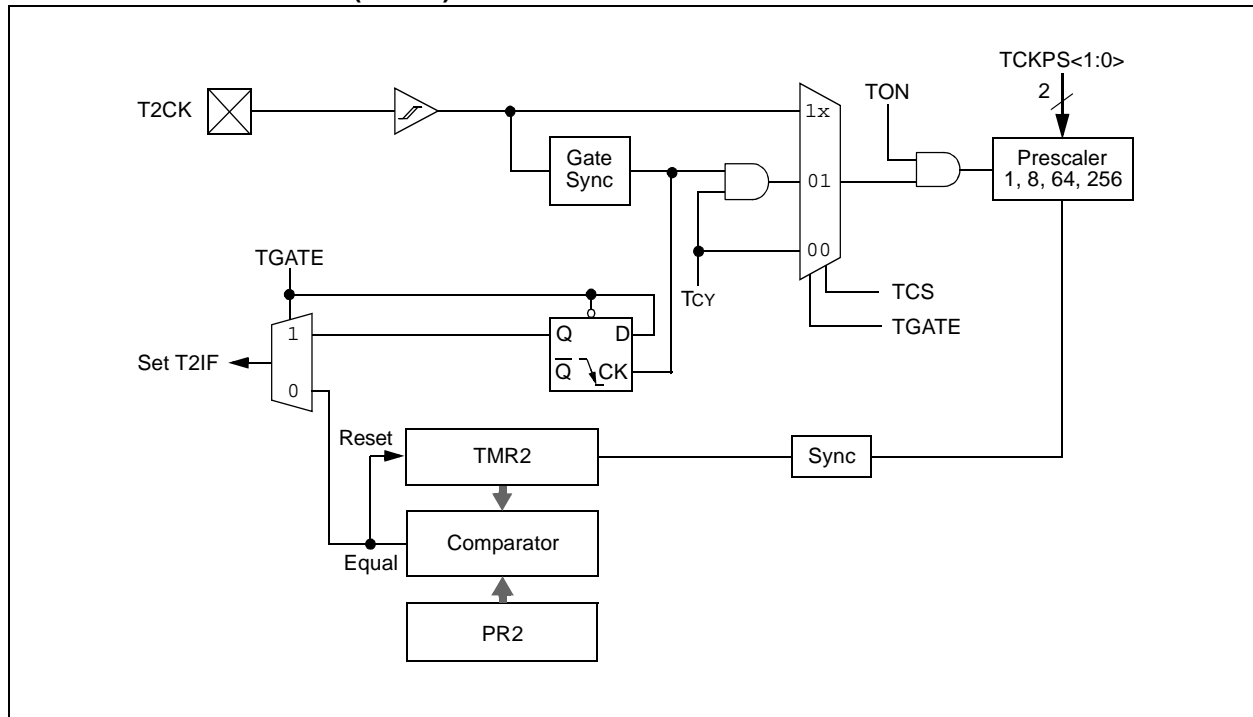 TCKPS<1:0>
2
TON
T2CK
1x
Gate
Sync
Prescaler
1, 8, 64, 256
01
TGATE
00
TCY
TCS
TGATE
1
Q
D
Set T2IF
Q
CK
0
Reset
TMR2
Sync
Equal
Comparator
PR2